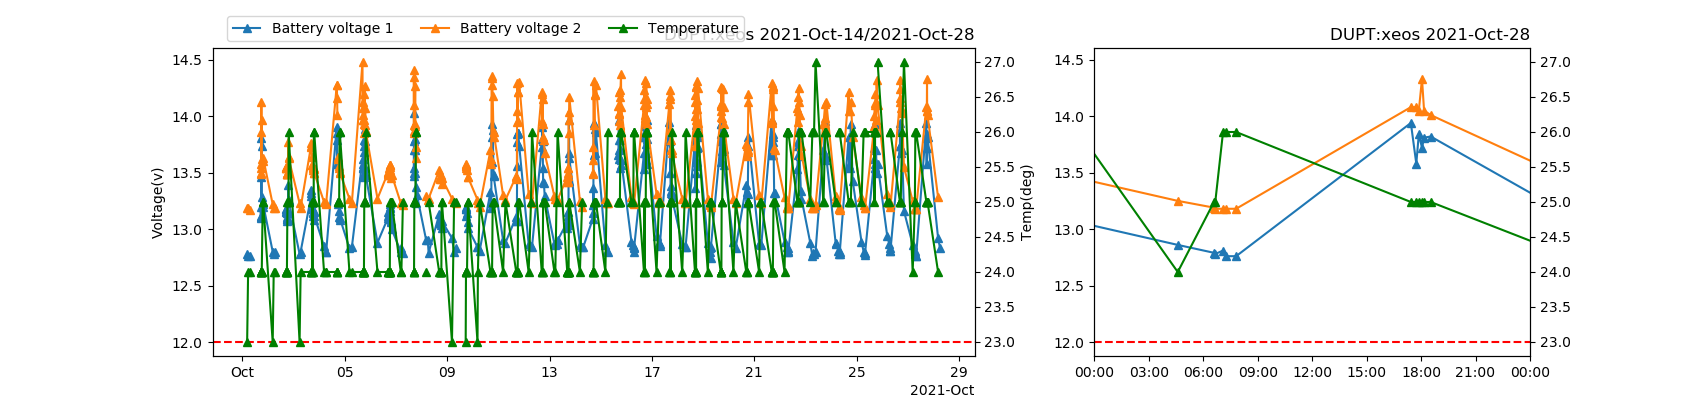 Battery voltage 1 Battery voltage 2 Temperature
DUPT:xeos 2021-Oct-14/2021-Oct-28
DUPT:xeos 2021-Oct-28
14.5 27.0 14.5 27.0
26.5 26.5
14.0 26.0 14.0 26.0
13.5 25.5 13.5 25.5
Voltage(v) 25.0 Temp(deg) 25.0
13.0 24.5 13.0 24.5
24.0 24.0
12.5 23.5 12.5 23.5
12.0 23.0 12.0 23.0
Oct 05 09 13 17 21 25 29
2021-Oct
00:00 03:00 06:00 09:00 12:00 15:00 18:00 21:00 00:00